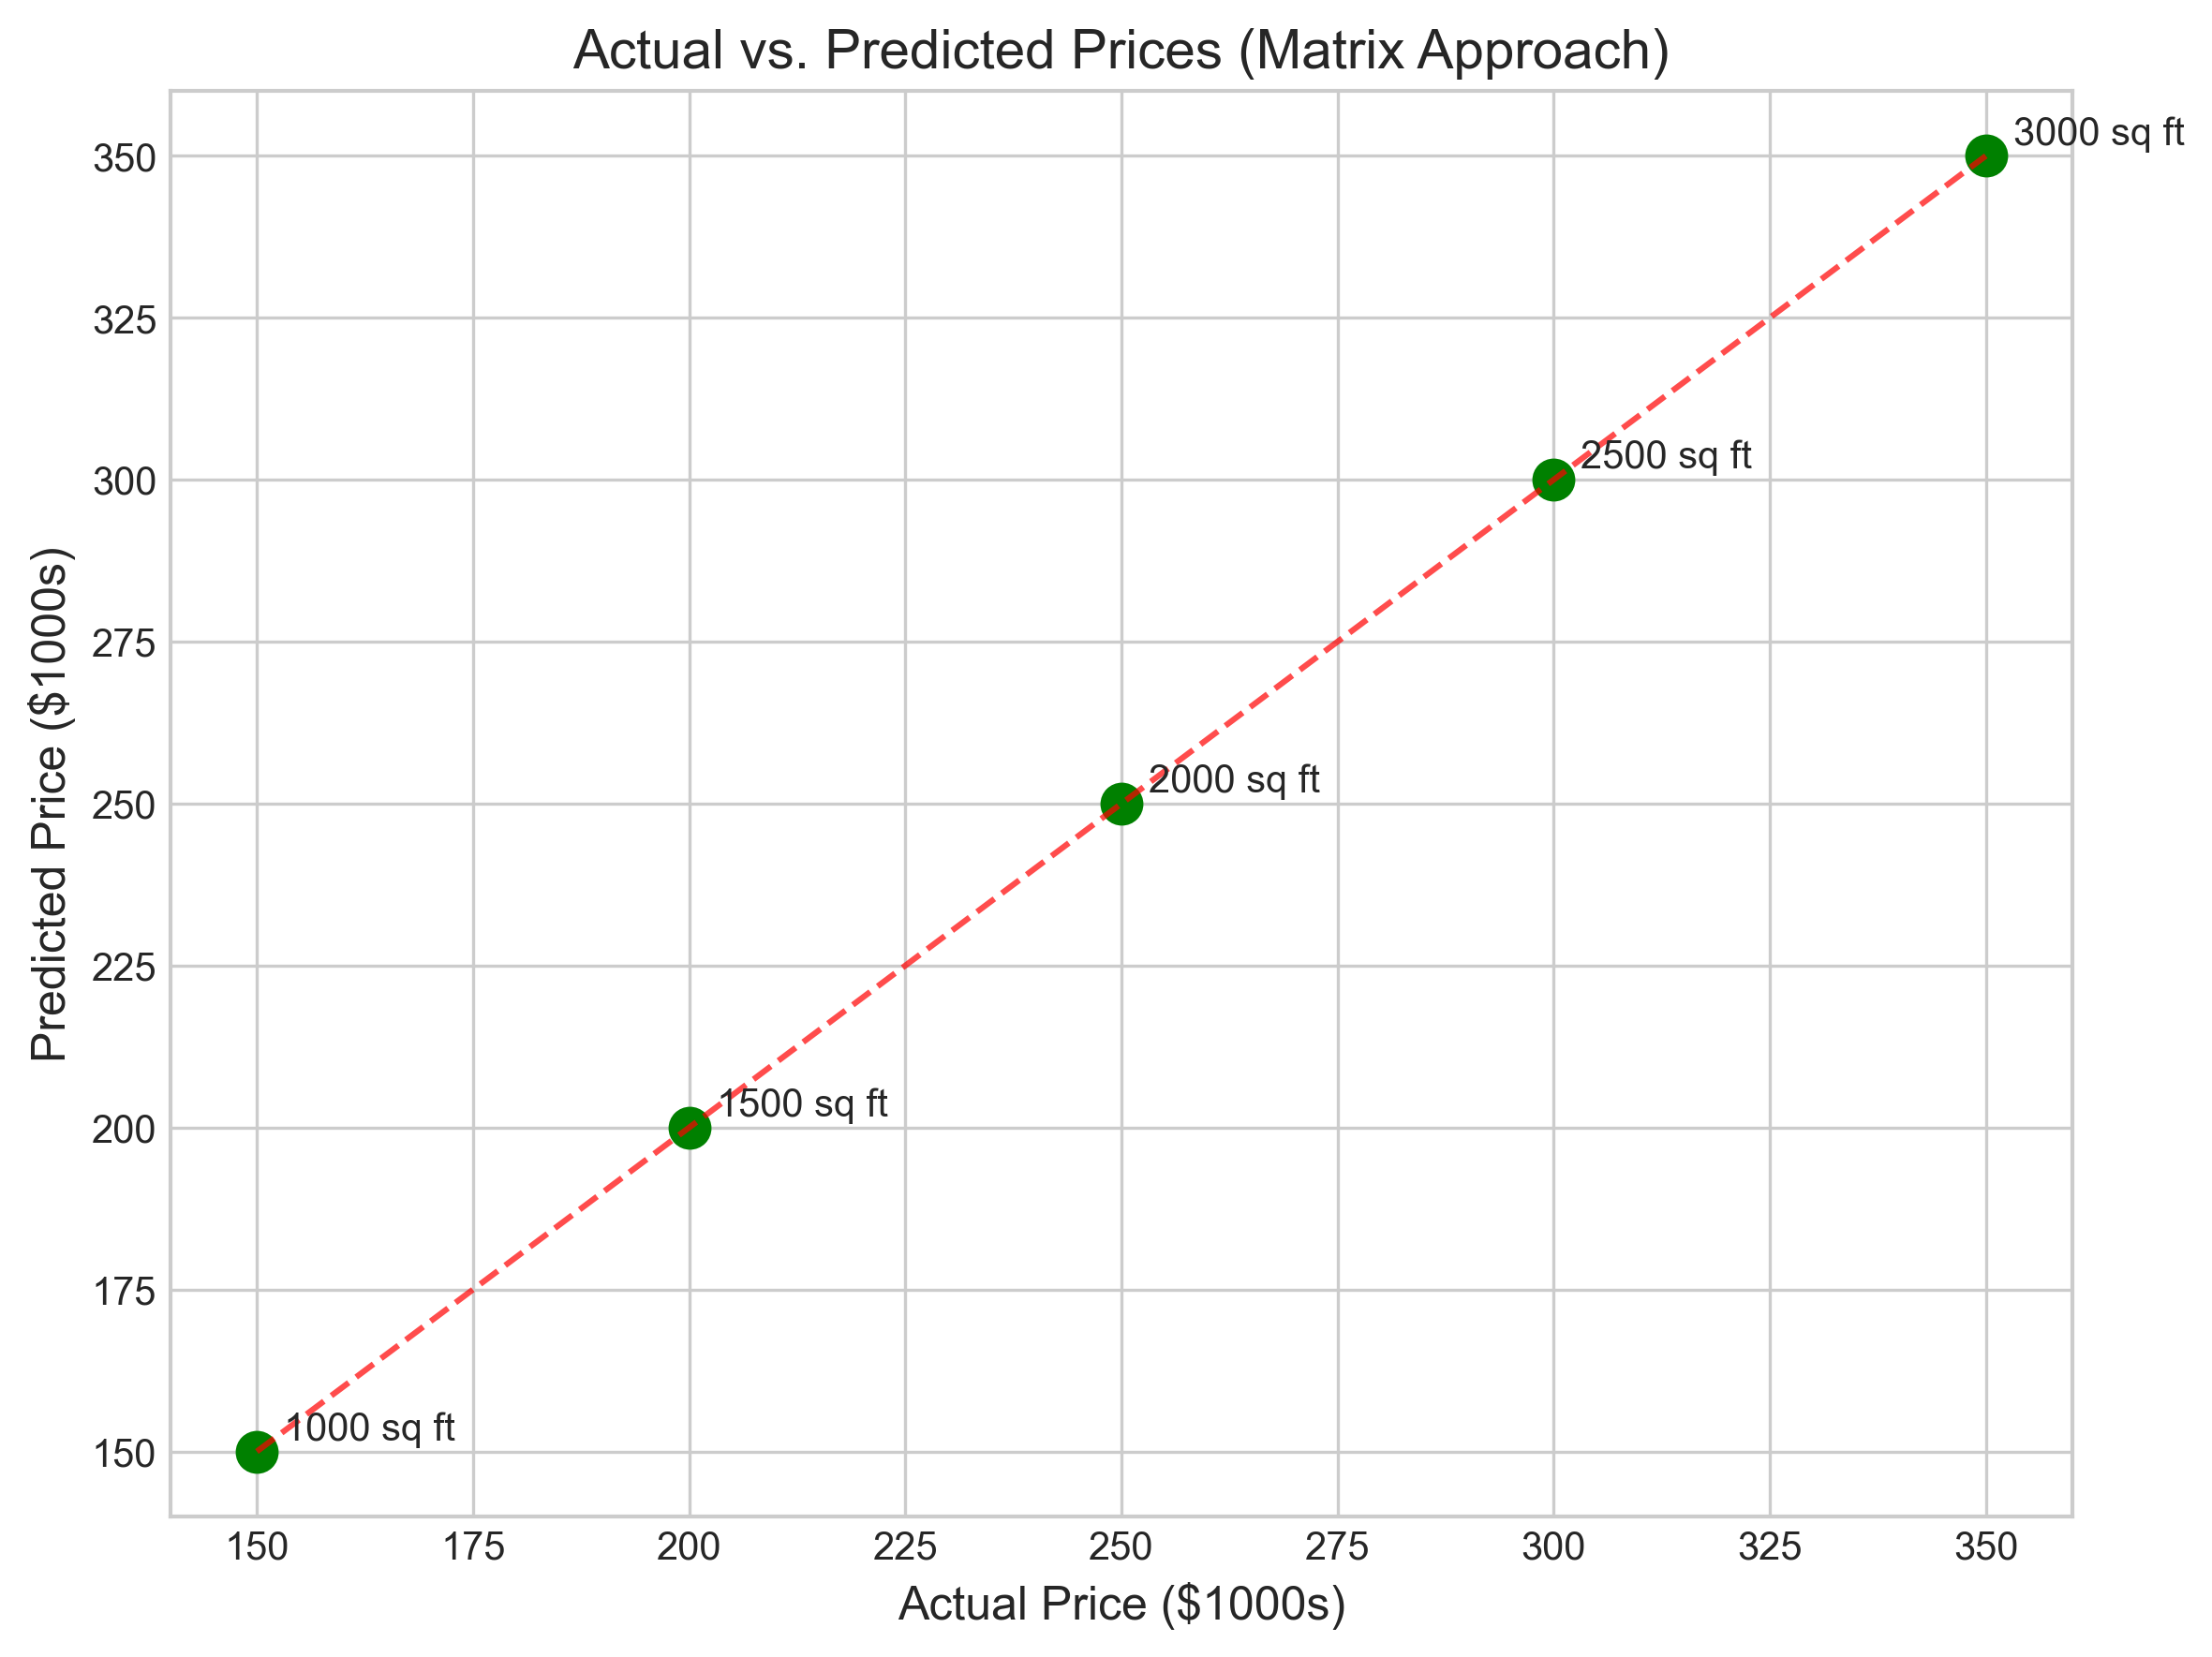 Actual vs. Predicted Prices (Matrix Approach)
3000 sq ft
350
325
2500 sq ft
300
275
2000 sq ft
250
225
1500 sq ft
200
175
1000 sq ft
150
Predicted Price ($1000s)
150 175 200 225 250 275 300 325 350
Actual Price ($1000s)